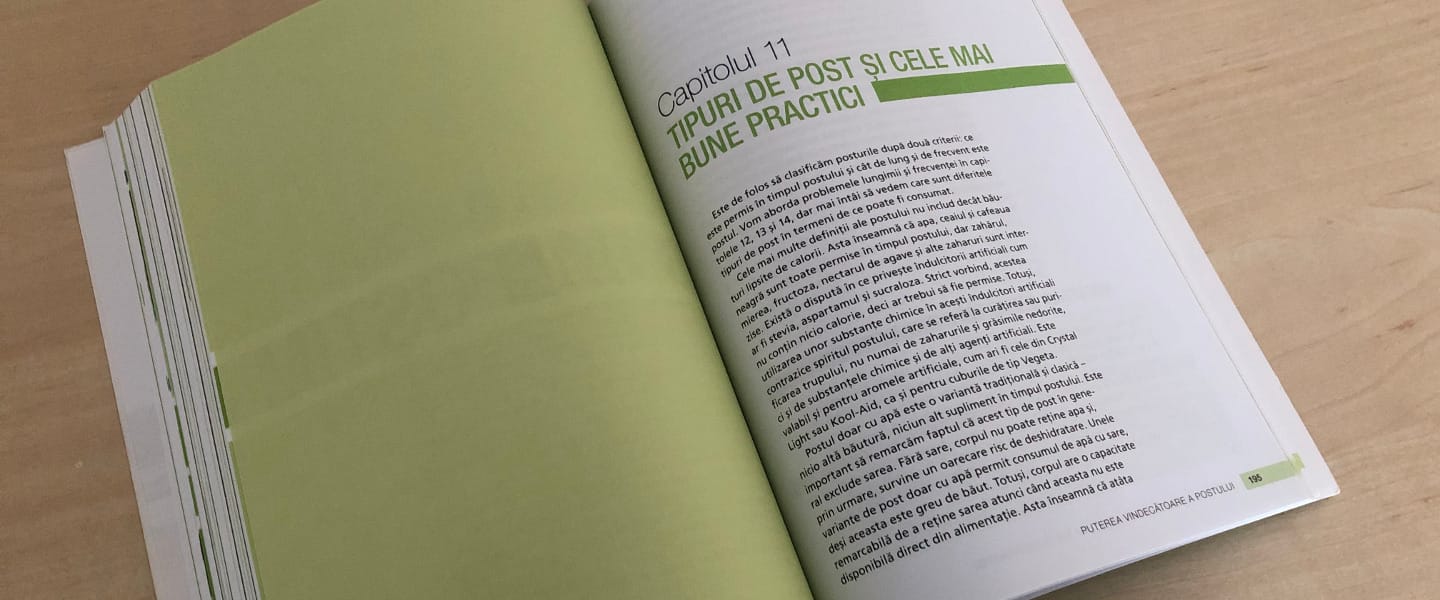 Capitolul 11
TIPURI DE POST ȘI CELE MAI
BUNE PRACTICI
Este de folos să clasificăm posturile după două criterii: ce
este permis în timpul postului și cât de lung și de frecvent este
postul. Vom aborda problemele lungimii și frecvenței în capi-
tolele 12, 13 și 14, dar mai întâi să vedem care sunt diferitele
tipuri de post în termeni de ce poate fi consumat.
Cele mai multe definiții ale postului nu includ decât bău-
turi lipsite de calorii. Asta înseamnă că apa, ceaiul și cafeaua
neagră sunt toate permise în timpul postului, dar zahărul,
mierea, fructoza, nectarul de agave și alte zaharuri sunt inter-
zise. Există o dispută în ce privește îndulcitorii artificiali cum
ar fi stevia, aspartamul și sucraloza. Strict vorbind, acestea
nu conțin nicio calorie, deci ar trebui să fie permise. Totuși,
utilizarea unor substanțe chimice în acești îndulcitori artificiali
contrazice spiritul postului, care se referă la curățirea sau puri-
ficarea trupului, nu numai de zaharurile și grăsimile nedorite,
ci și de substanțele chimice și de alți agenți artificiali. Este
valabil și pentru aromele artificiale, cum ari fi cele din Crystal
Light sau Kool-Aid, ca și pentru cuburile de tip Vegeta.
Postul doar cu apă este o variantă tradițională și clasică –
nicio altă băutură, niciun alt supliment în timpul postului. Este
important să remarcăm faptul că acest tip de post în gene-
ral exclude sarea. Fără sare, corpul nu poate reține apa și,
prin urmare, survine un oarecare risc de deshidratare. Unele
variante de post doar cu apă permit consumul de apă cu sare,
deși aceasta este greu de băut. Totuși, corpul are o capacitate
remarcabilă de a reține sarea atunci când aceasta nu este
disponibilă direct din alimentație. Asta înseamnă că atâta
PUTEREA VINDECĂTOARE A POSTULUI 195